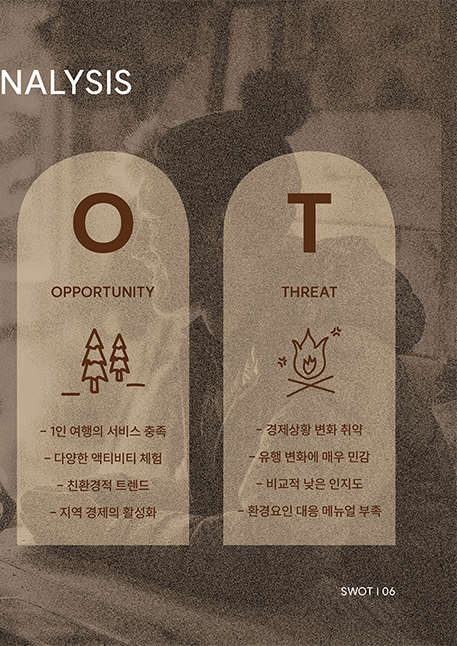 NALYSIS
O
OPPORTUNITY
– 1인 여행의 서비스 충족
– 다양한 액티비티 체험
– 친환경적 트렌드
– 지역 경제의 활성화
T
THREAT
– 경제상황 변화 취약
– 유행 변화에 매우 민감
– 비교적 낮은 인지도
– 환경요인 대응 메뉴얼 부족
SWOT | 06